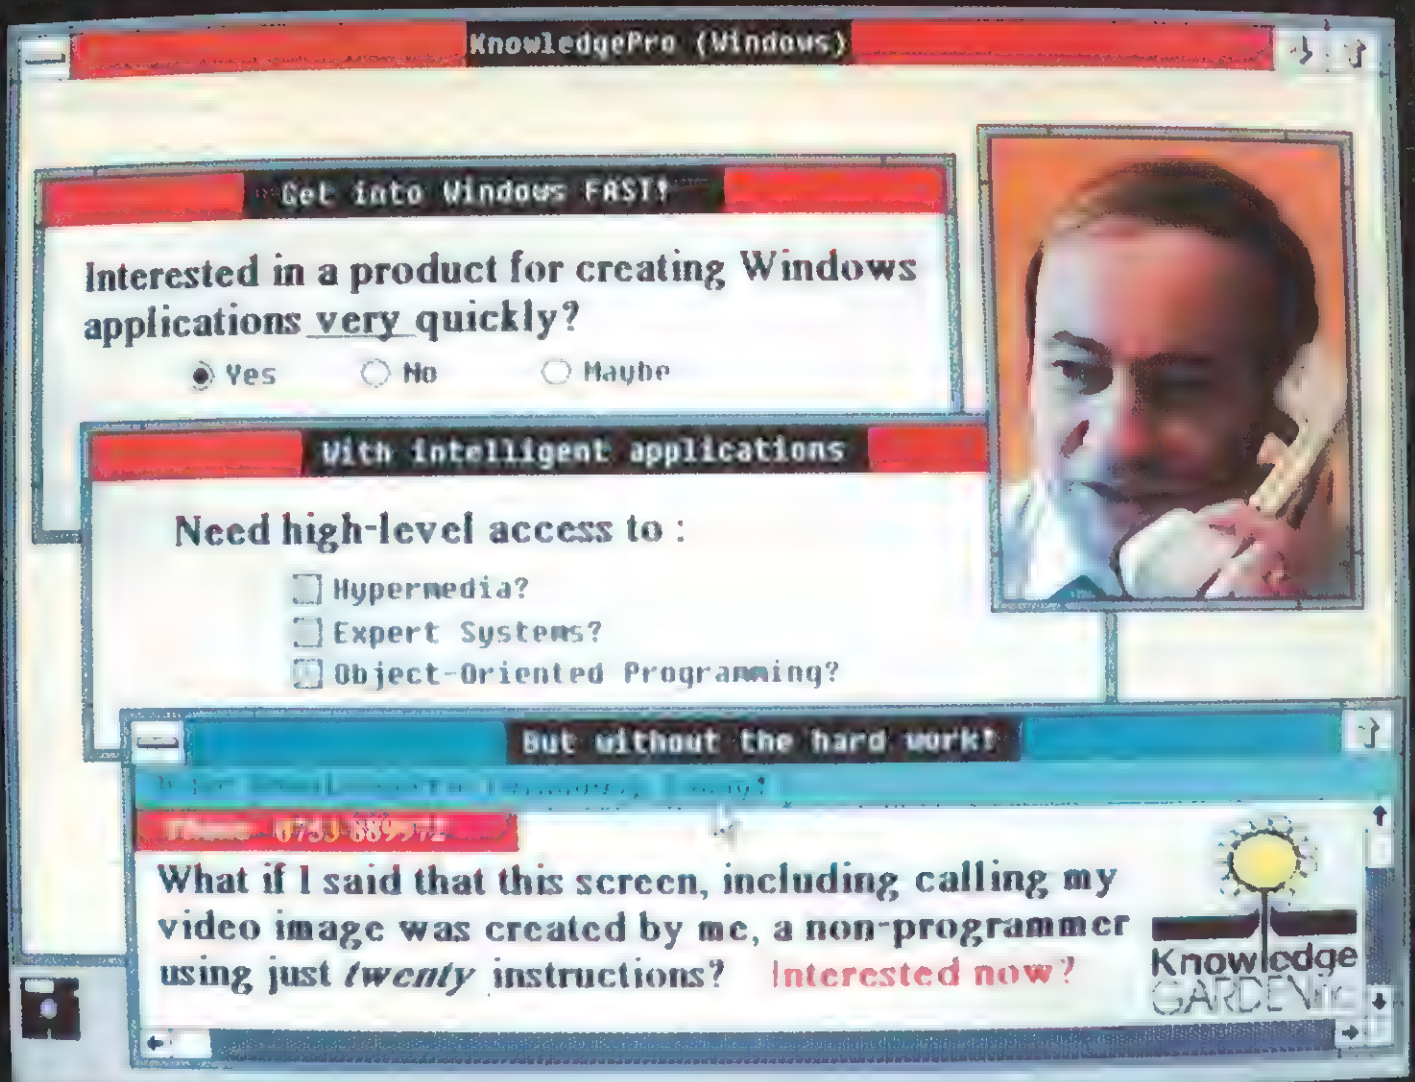 KnowledgePro (Windows)
Get into Windows FAST!
Interested in a product for creating Windows
applications very quickly?
Yes No Maybe
With intelligent applications
Need high-level access to :
Hypermedia?
Expert Systems?
Object-Oriented Programming?
But without the hard work!
Phone
What if I said that this screen, including calling my
video image was created by me, a non-programmer
using just twenty instructions? Interested now?
Knowledge
GARDEN